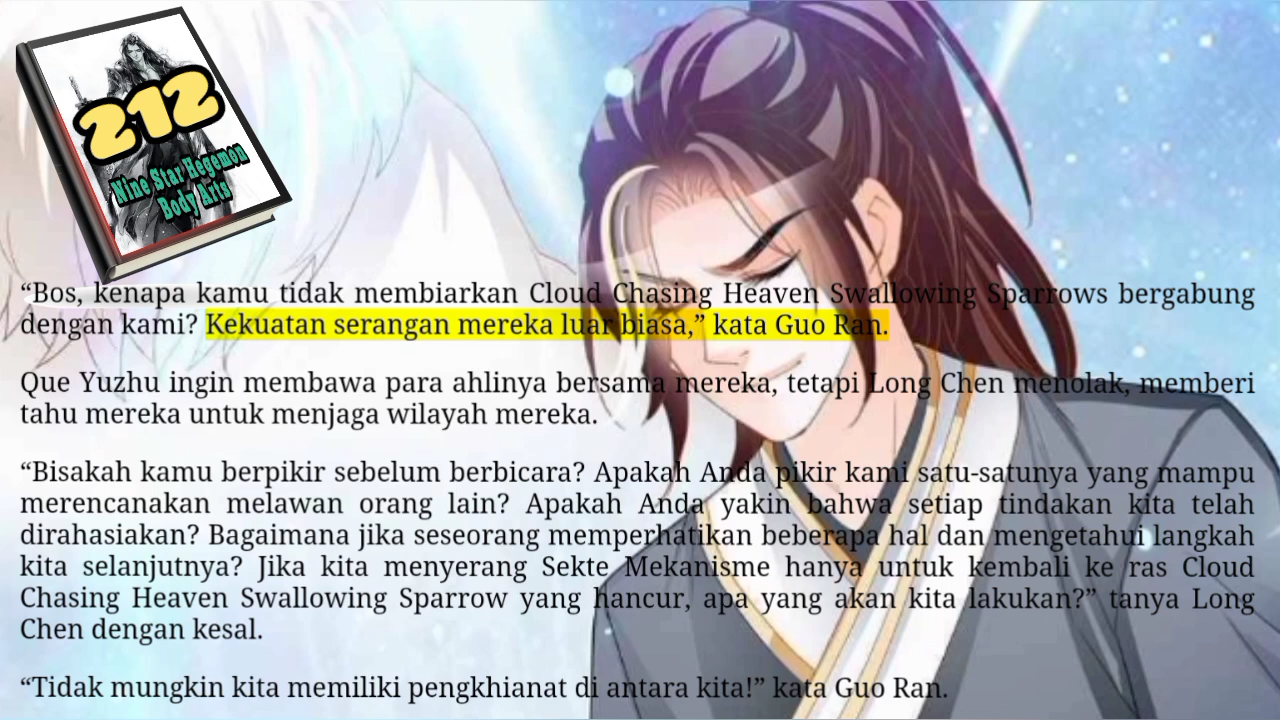 212
Nine Star Hegemon
Body Arts
“Bos, kenapa kamu tidak membiarkan Cloud Chasing Heaven Swallowing Sparrows bergabung
dengan kami? Kekuatan serangan mereka luar biasa,” kata Guo Ran.
Que Yuzhu ingin membawa para ahlinya bersama mereka, tetapi Long Chen menolak, memberi
tahu mereka untuk menjaga wilayah mereka.
“Bisakah kamu berpikir sebelum berbicara? Apakah Anda pikir kami satu-satunya yang mampu
merencanakan melawan orang lain? Apakah Anda yakin bahwa setiap tindakan kita telah
dirahasiakan? Bagaimana jika seseorang memperhatikan beberapa hal dan mengetahui langkah
kita selanjutnya? Jika kita menyerang Sekte Mekanisme hanya untuk kembali ke ras Cloud
Chasing Heaven Swallowing Sparrow yang hancur, apa yang akan kita lakukan?” tanya Long
Chen dengan kesal.
“Tidak mungkin kita memiliki pengkhianat di antara kita!” kata Guo Ran.